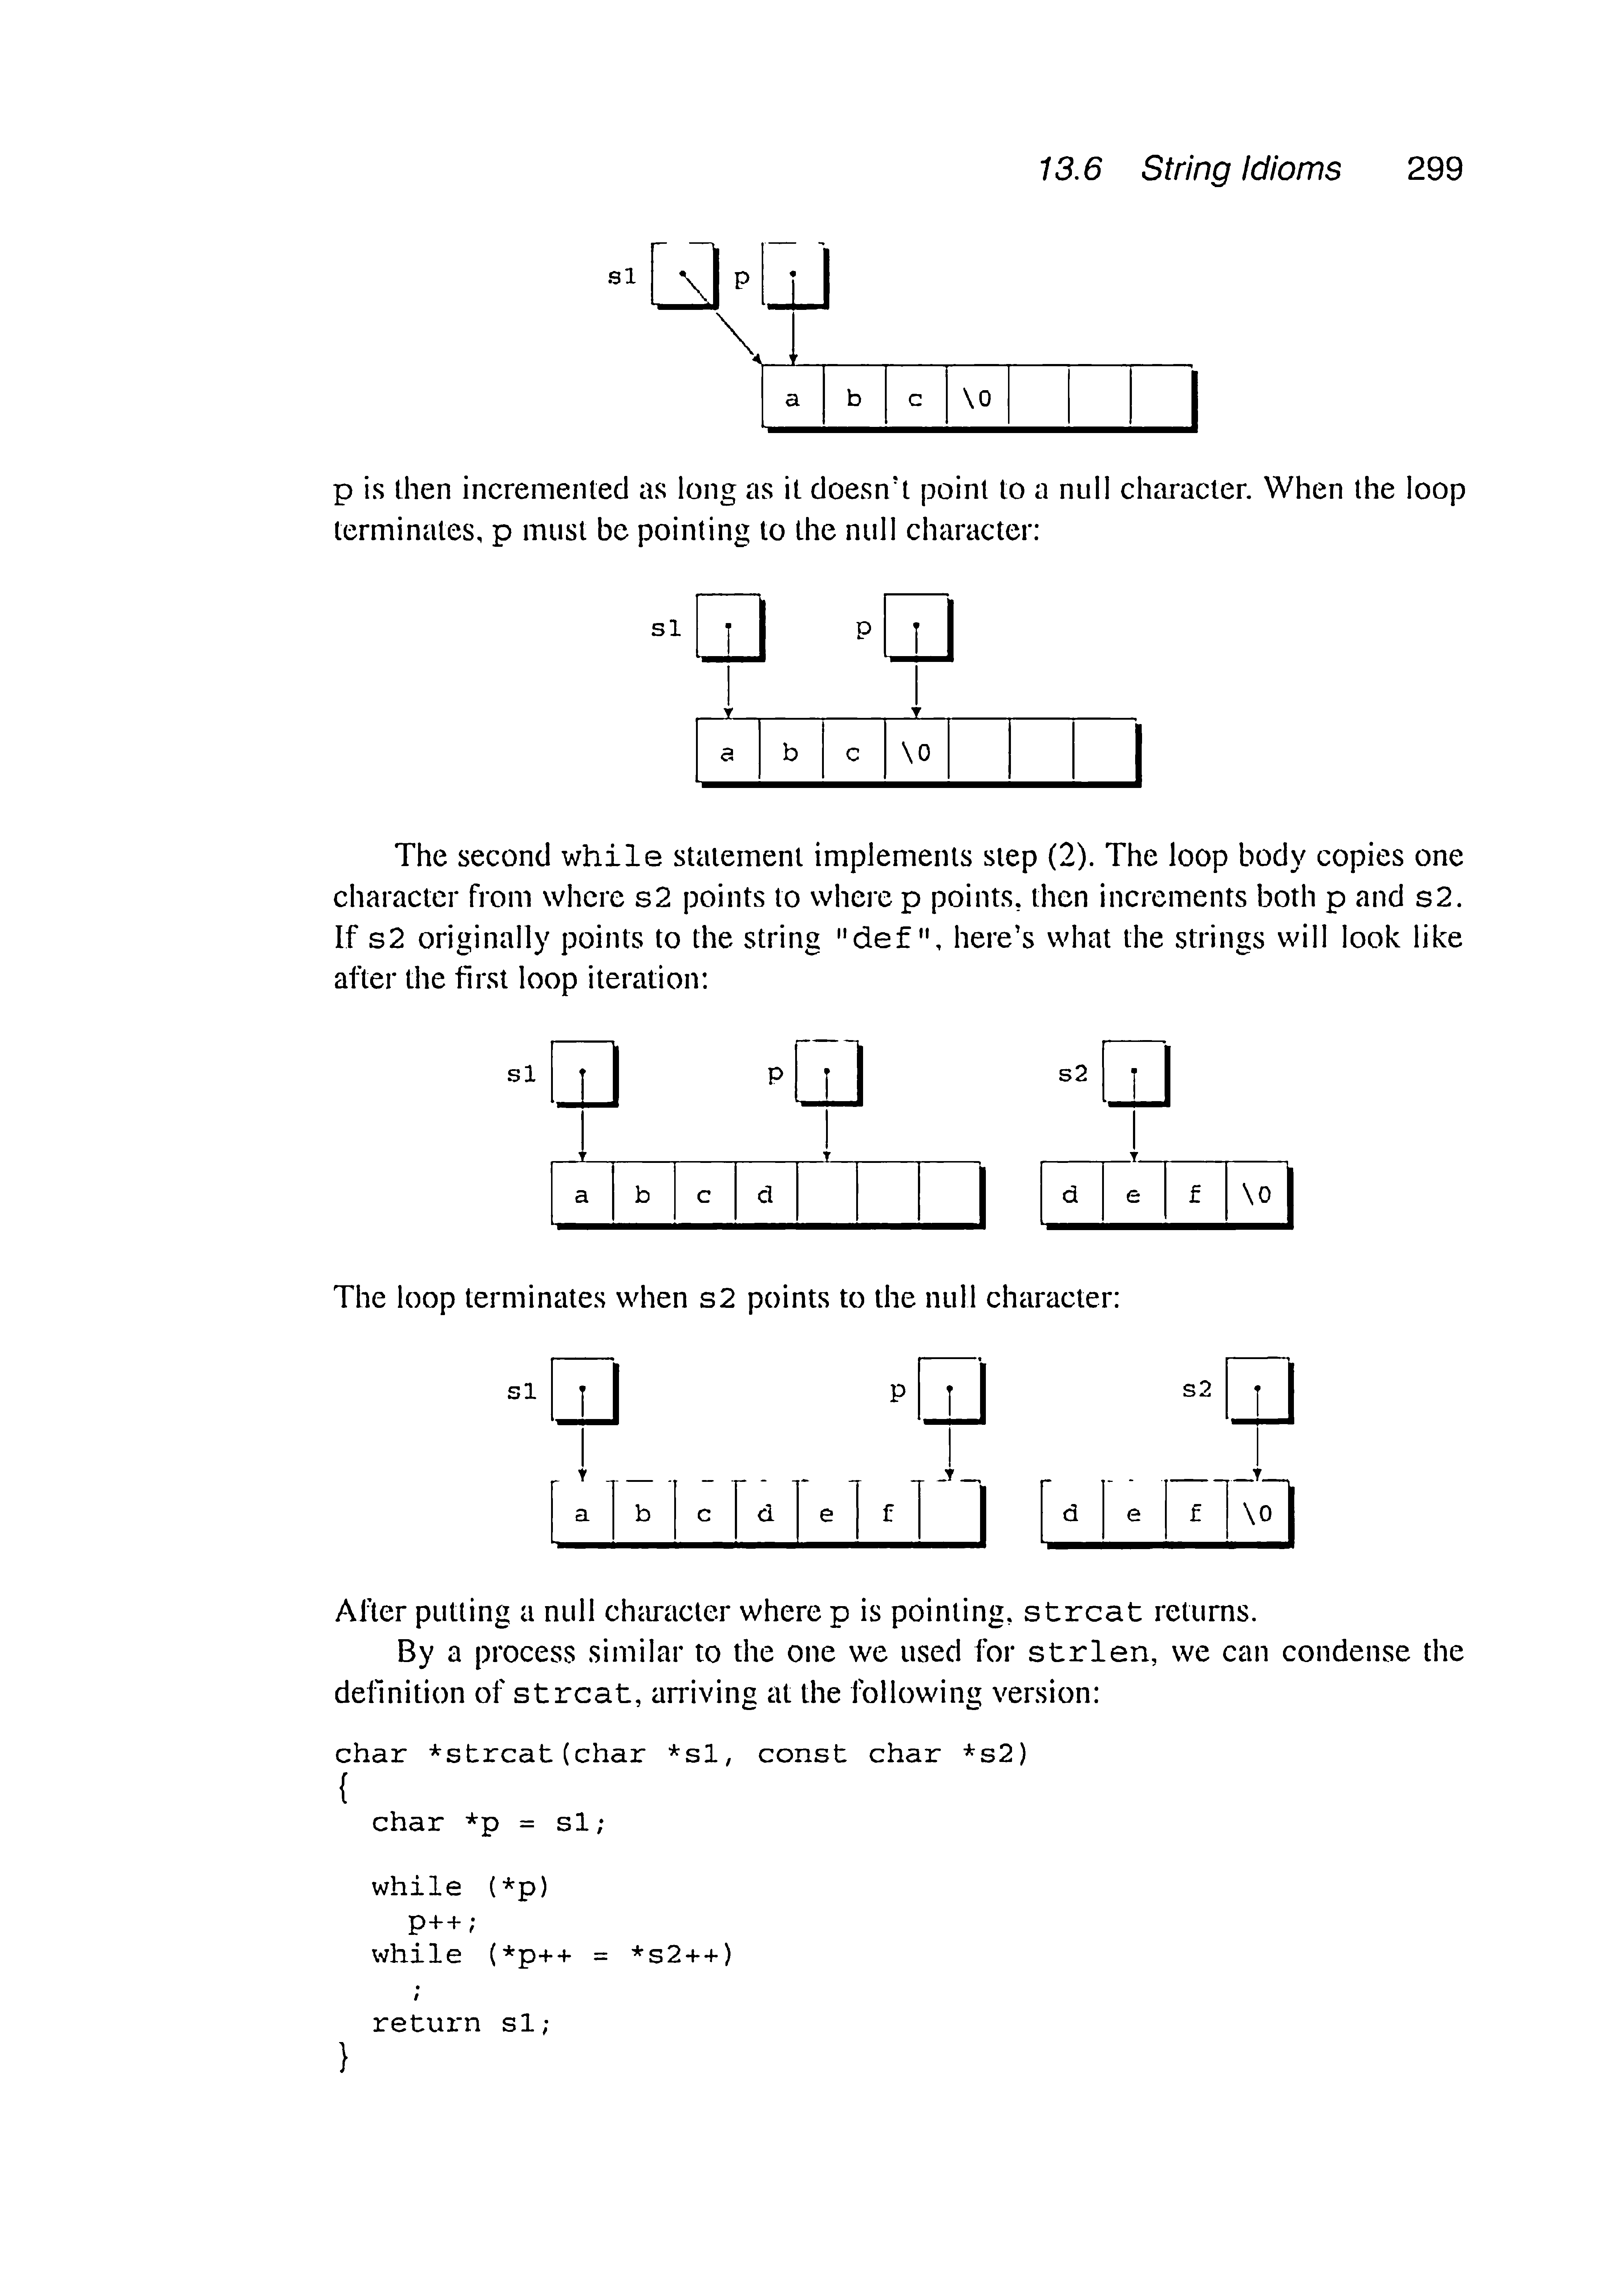 13.6 String Idioms 299
s1 p
a b c \0
p is then incremented as long as it doesn't point to a null character. When the loop
terminates, p must be pointing to the null character:
s1 p
a b c \0
The second while statement implements step (2). The loop body copies one
character from where s2 points to where p points, then increments both p and s2.
If s2 originally points to the string "def", here's what the strings will look like
after the first loop iteration:
s1 p s2
a b c d d e f \0
The loop terminates when s2 points to the null character:
s1 p s2
a b c d e f d e f \0
After putting a null character where p is pointing, strcat returns.
By a process similar to the one we used for strlen, we can condense the
definition of strcat, arriving at the following version:
char *strcat(char *s1, const char *s2)
{
char *p = s1;
while (*p)
p++;
while (*p++ = *s2++)
;
return s1;
}